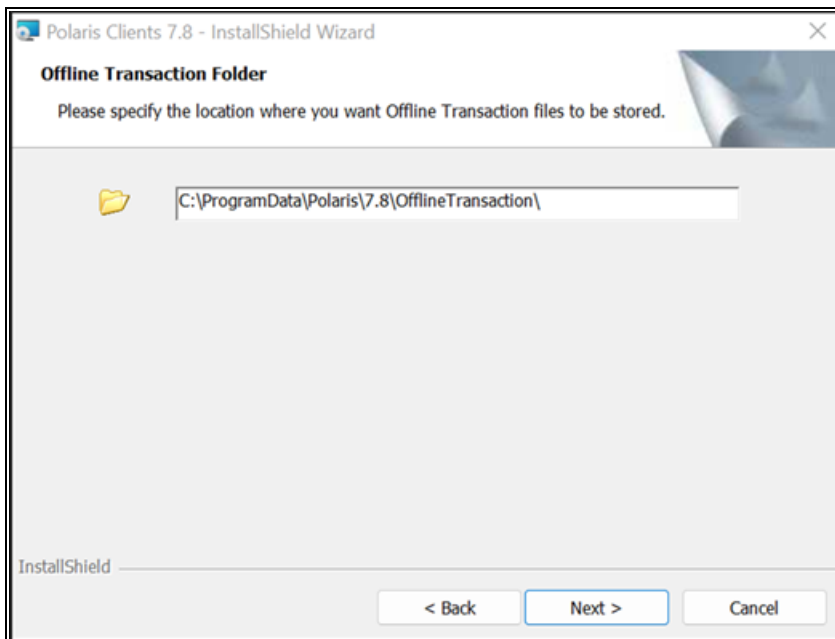 Polaris Clients 7.8 - InstallShield Wizard
Offline Transaction Folder
Please specify the location where you want Offline Transaction files to be stored.
C:\ProgramData\Polaris\7.8\OfflineTransaction\
InstallShield
< Back
Next >
Cancel